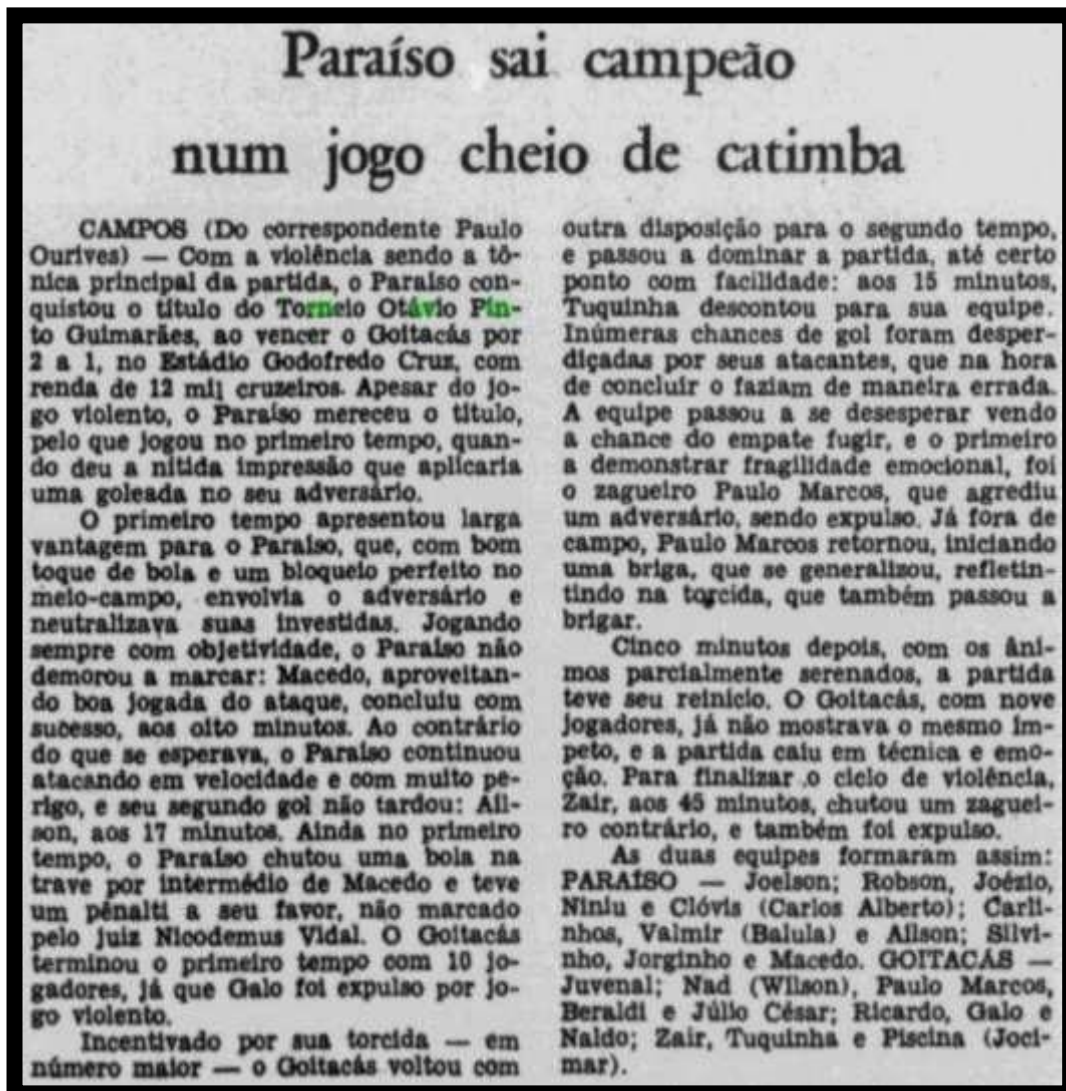 Paraíso sai campeão
num jogo cheio de catimba
CAMPOS (Do correspondente Paulo
Ourives) — Com a violência sendo a tô-
nica principal da partida, o Paraíso con-
quistou o título do Torneio Otávio Pin-
to Guimarães, ao vencer o Goitacás por
2 a 1, no Estádio Godofredo Cruz, com
renda de 12 mil cruzeiros. Apesar do jo-
go violento, o Paraíso mereceu o título,
pelo que jogou no primeiro tempo, quan-
do deu a nítida impressão que aplicaria
uma goleada no seu adversário.
O primeiro tempo apresentou larga
vantagem para o Paraíso, que, com bom
toque de bola e um bloqueio perfeito no
meio-campo, envolvia o adversário e
neutralizava suas investidas. Jogando
sempre com objetividade, o Paraíso não
demorou a marcar: Macedo, aproveitan-
do boa jogada do ataque, concluiu com
sucesso, aos oito minutos. Ao contrário
do que se esperava, o Paraíso continuou
atacando em velocidade e com muito pe-
rigo, e seu segundo gol não tardou: Ail-
son, aos 17 minutos. Ainda no primeiro
tempo, o Paraíso chutou uma bola na
trave por intermédio de Macedo e teve
um pênalti a seu favor, não marcado
pelo juiz Nicodemus Vidal. O Goitacás
terminou o primeiro tempo com 10 jo-
gadores, já que Galo foi expulso por jo-
go violento.
Incentivado por sua torcida — em
número maior — o Goitacás voltou com
outra disposição para o segundo tempo,
e passou a dominar a partida, até certo
ponto com facilidade: aos 15 minutos,
Tuquinha descontou para sua equipe.
Inúmeras chances de gol foram desper-
diçadas por seus atacantes, que na hora
de concluir o faziam de maneira errada.
A equipe passou a se desesperar vendo
a chance do empate fugir, e o primeiro
a demonstrar fragilidade emocional, foi
o zagueiro Paulo Marcos, que agrediu
um adversário, sendo expulso. Já fora de
campo, Paulo Marcos retornou, iniciando
uma briga, que se generalizou, refletin-
tindo na torcida, que também passou a
brigar.
Cinco minutos depois, com os âni-
mos parcialmente serenados, a partida
teve seu reinício. O Goitacás, com nove
jogadores, já não mostrava o mesmo ím-
peto, e a partida caiu em técnica e emo-
ção. Para finalizar o ciclo de violência,
Zair, aos 45 minutos, chutou um zaguei-
ro contrário, e também foi expulso.
As duas equipes formaram assim:
PARAÍSO — Joelson; Robson, Joézio,
Niniu e Clóvis (Carlos Alberto); Carli-
nhos, Valmir (Balula) e Ailson; Silvi-
nho, Jorginho e Macedo. GOITACÁS —
Juvenal; Nad (Wilson), Paulo Marcos,
Beraldi e Júlio César; Ricardo, Galo e
Naldo; Zair, Tuquinha e Piscina (Joci-
mar).